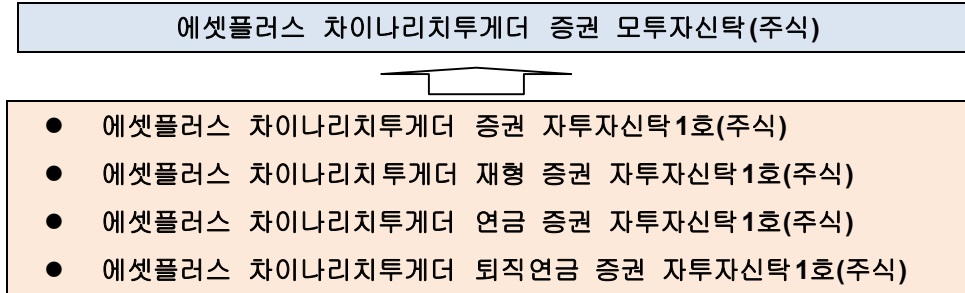 에셋플러스 차이나리치투게더 증권 모투자신탁(주식)
● 에셋플러스 차이나리치투게더 증권 자투자신탁1호(주식)
● 에셋플러스 차이나리치투게더 재형 증권 자투자신탁1호(주식)
● 에셋플러스 차이나리치투게더 연금 증권 자투자신탁1호(주식)
● 에셋플러스 차이나리치투게더 퇴직연금 증권 자투자신탁1호(주식)